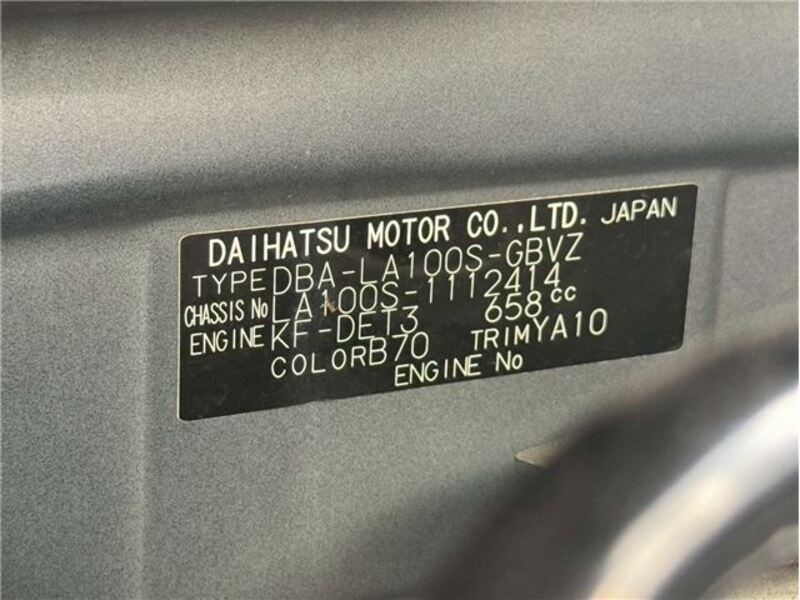 DAIHATSU MOTOR CO.,LTD. JAPAN
TYPE DBA-LA100S-GBVZ
CHASSIS No LA100S-1112414
ENGINE KF-DET3 658cc
COLOR B70 TRIM YA10
ENGINE No